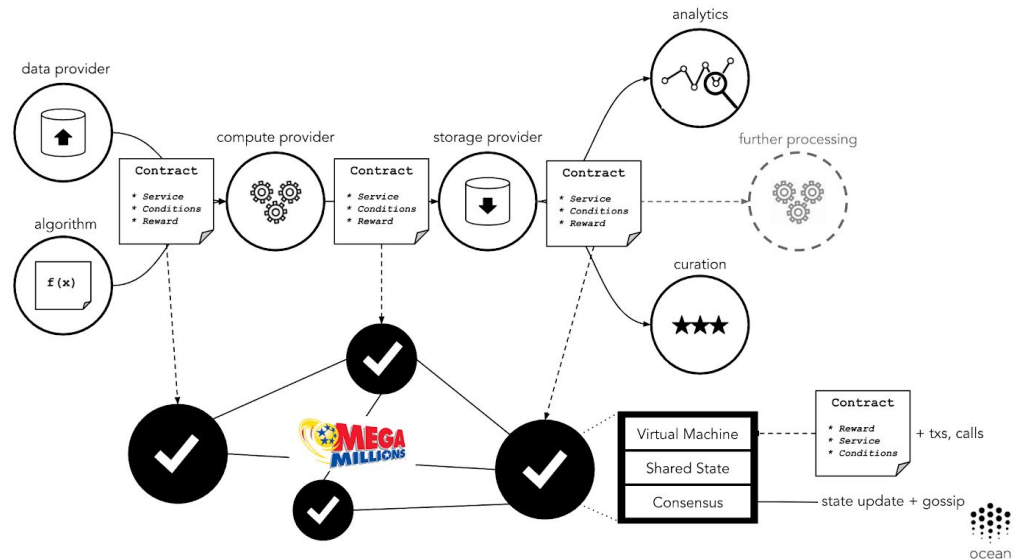 analytics
data provider
compute provider
storage provider
further processing
Contract
* Service
* Conditions
* Reward
Contract
* Service
* Conditions
* Reward
Contract
* Service
* Conditions
* Reward
algorithm
f(x)
curation
MEGA
MILLIONS
Virtual Machine
Shared State
Consensus
Contract
* Reward
* Service
* Conditions
+ txs, calls
state update + gossip
ocean